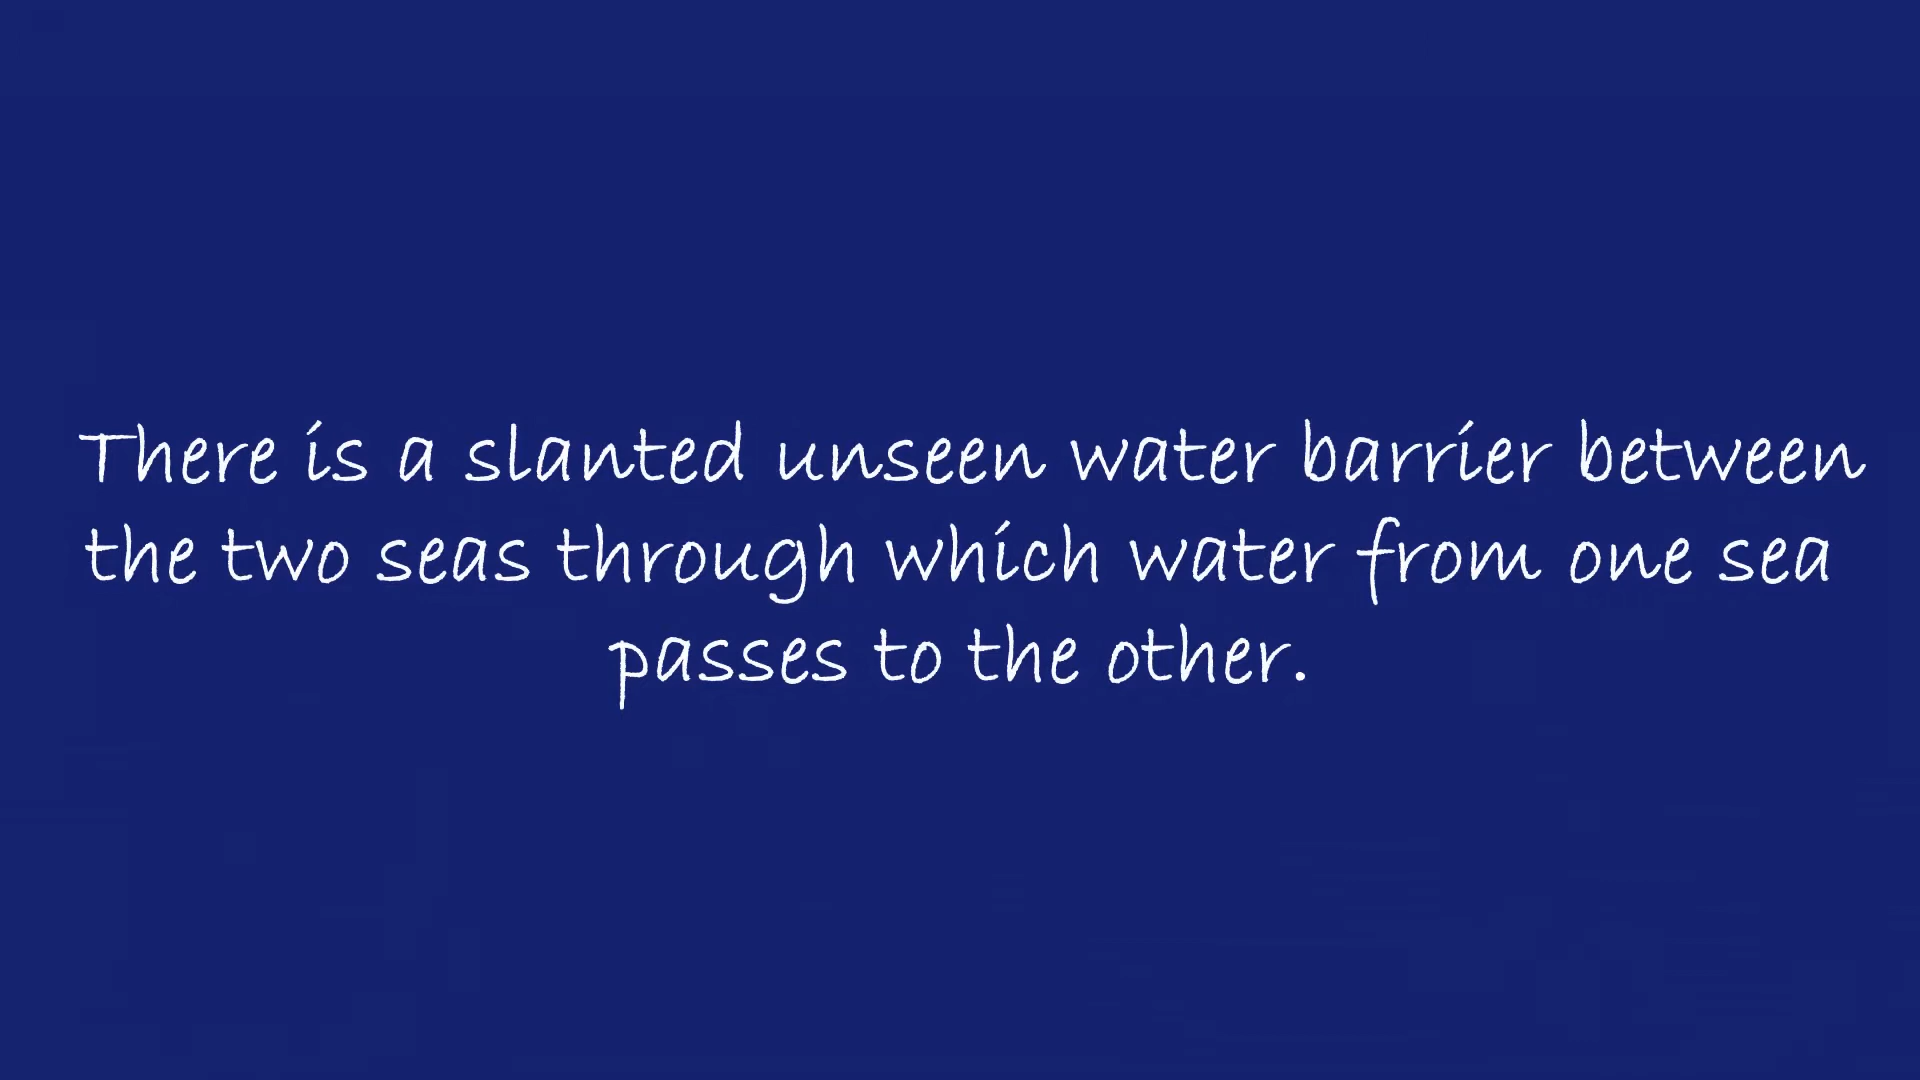 There is a slanted unseen water barrier between
the two seas through which water from one sea
passes to the other.